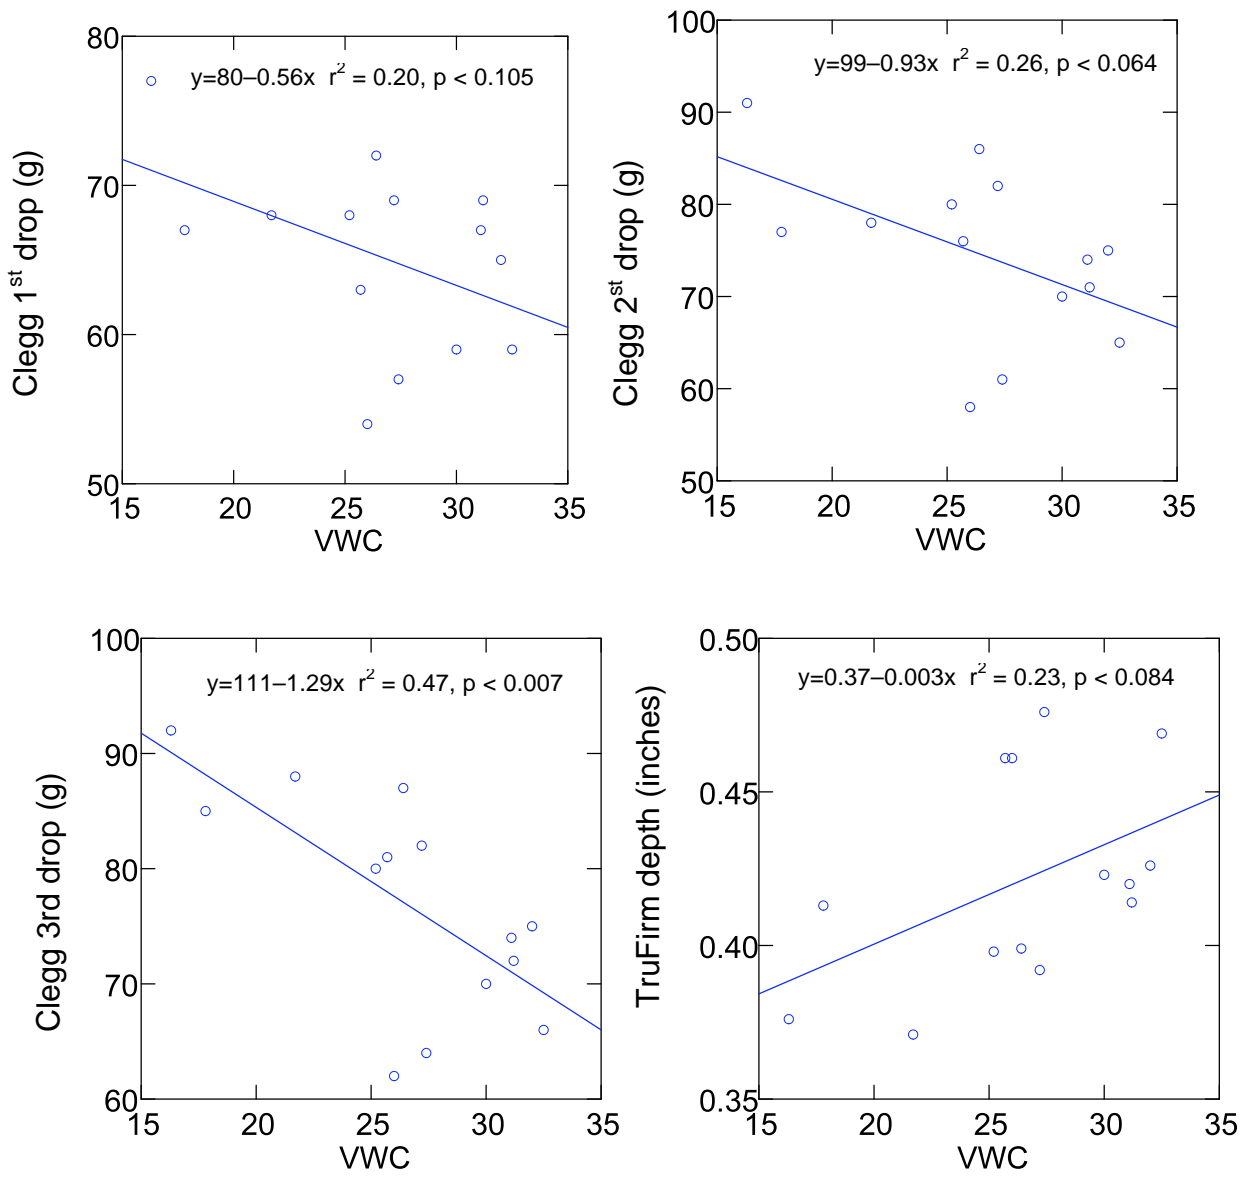 80
70
60
50
Clegg 1st drop (g)
y=80–0.56x r2 = 0.20, p < 0.105
15 20 25 30 35
VWC
100
90
80
70
60
50
Clegg 2st drop (g)
y=99–0.93x r2 = 0.26, p < 0.064
15 20 25 30 35
VWC
100
90
80
70
60
Clegg 3rd drop (g)
y=111–1.29x r2 = 0.47, p < 0.007
15 20 25 30 35
VWC
0.50
0.45
0.40
0.35
TruFirm depth (inches)
y=0.37–0.003x r2 = 0.23, p < 0.084
15 20 25 30 35
VWC